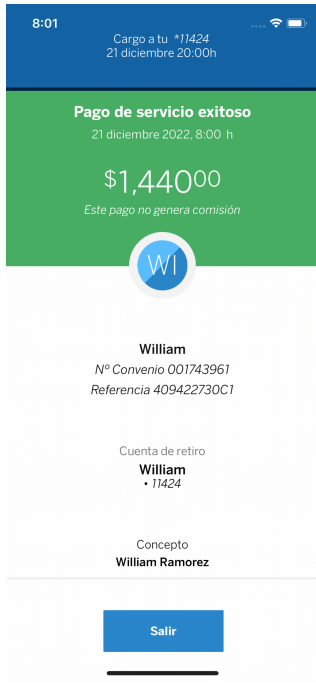 8:01
Cargo a tu *11424
21 diciembre 20:00h
Pago de servicio exitoso
21 diciembre 2022, 8:00 h
$1,44000
Este pago no genera comisión
WI
William
Nº Convenio 001743961
Referencia 409422730C1
Cuenta de retiro
William
• 11424
Concepto
William Ramorez
Salir